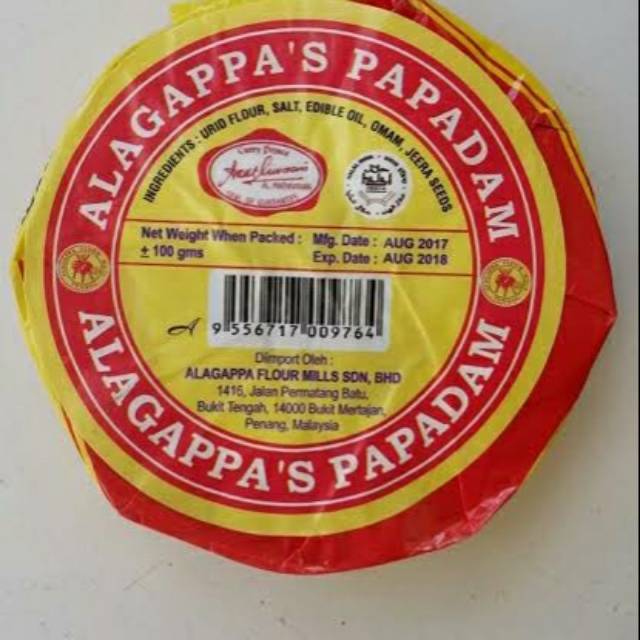 ALAGAPPA'S PAPADAM
INGREDIENTS : URID FLOUR, SALT, EDIBLE OIL, OMAM, JEERA SEEDS
Net Weight When Packed :
± 100 gms
Mfg. Date : AUG 2017
Exp. Date : AUG 2018
A 9 556717 009764
Diimport Oleh :
ALAGAPPA FLOUR MILLS SDN, BHD
1416, Jalan Permatang Batu,
Bukit Tengah, 14000 Bukit Mertajan,
Penang, Malaysia
ALAGAPPA'S PAPADAM